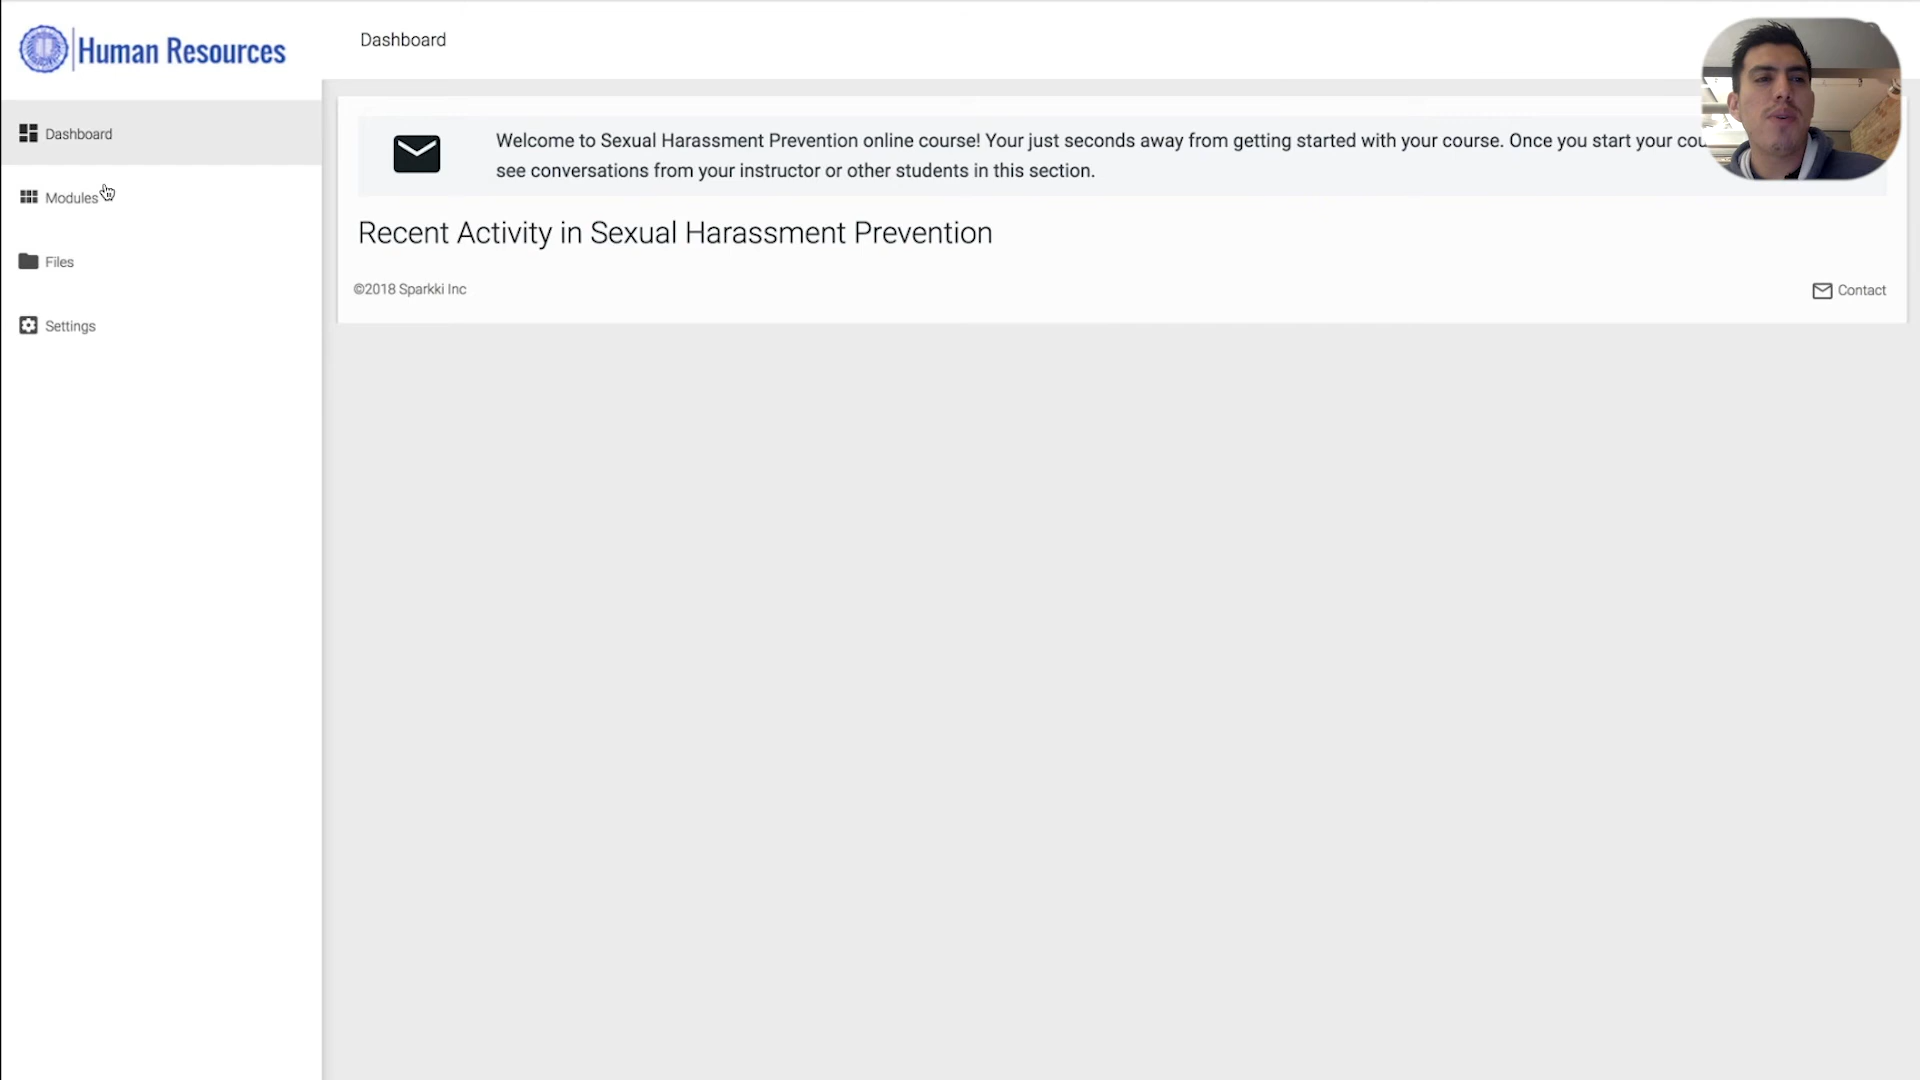 Human Resources
Dashboard
Dashboard
Modules
Files
Settings
Welcome to Sexual Harassment Prevention online course! Your just seconds away from getting started with your course. Once you start your
see conversations from your instructor or other students in this section.
Recent Activity in Sexual Harassment Prevention
©2018 Sparkki Inc
Contact